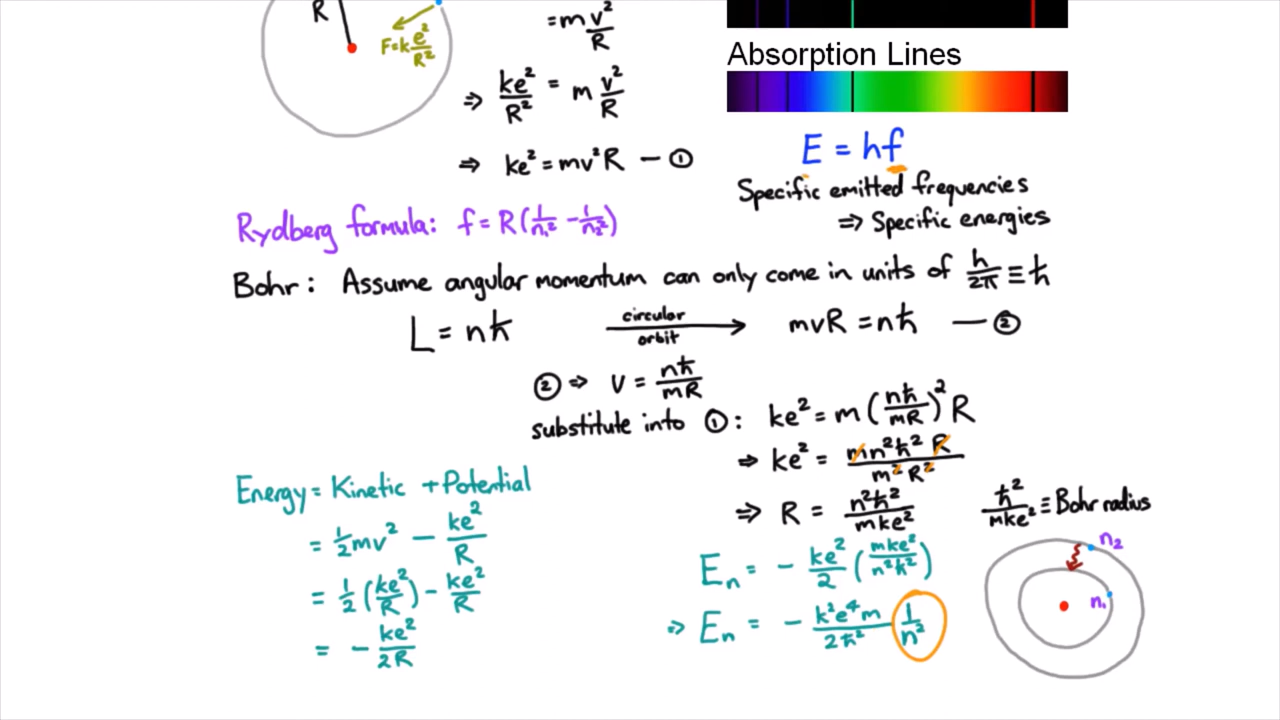 R
F=k e²/R²
= m v²/R
⇒ ke²/R² = m v²/R
⇒ ke² = mv²R — ①
Absorption Lines
E = hf
Specific emitted frequencies
⇒ Specific energies
Rydberg formula: f = R(1/n₁² - 1/n₂²)
Bohr: Assume angular momentum can only come in units of h/2π ≡ ħ
L = nħ circular orbit mvR = nħ — ②
② ⇒ v = nħ/mR
substitute into ①: ke² = m(nħ/mR)²R
⇒ ke² = mn²ħ²R/m²R²
⇒ R = n²ħ²/mke² ħ²/mke² ≡ Bohr radius
Energy = Kinetic + Potential
= ½mv² - ke²/R
= ½(ke²/R) - ke²/R
= - ke²/2R
Eₙ = - ke²/2 (mke²/n²ħ²)
⇒ Eₙ = - k²e⁴m/2ħ² 1/n²
n₂
n₁